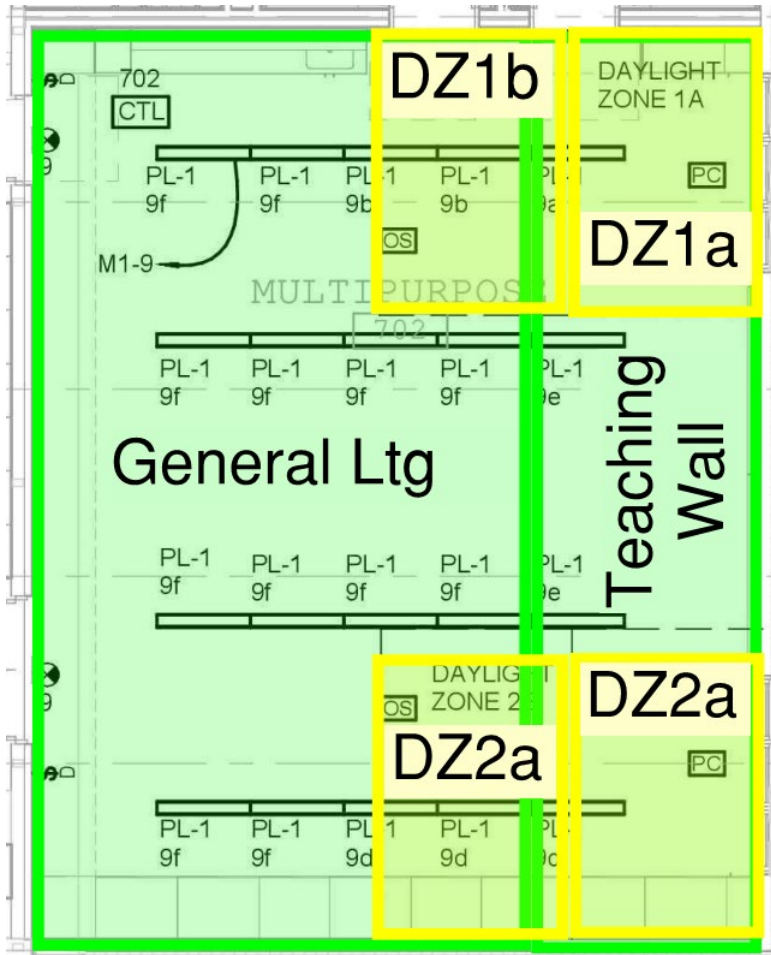 DZ1b
DAYLIGHT
ZONE 1A
702
CTL
PL-1 PL-1 PL-1 PL-1
9f 9f 9b 9b 9a
PC
OS
DZ1a
M1-9
MULTIPURPOSE
702
PL-1 PL-1 PL-1 PL-1 PL-1
9f 9f 9f 9f 9e
General Ltg
Teaching
Wall
PL-1 PL-1 PL-1 PL-1 PL-1
9f 9f 9f 9f 9e
DAYLIGHT
ZONE 2
OS
DZ2a
DZ2a
PC
D
PL-1 PL-1 PL-1 PL-1
9f 9f 9d 9d